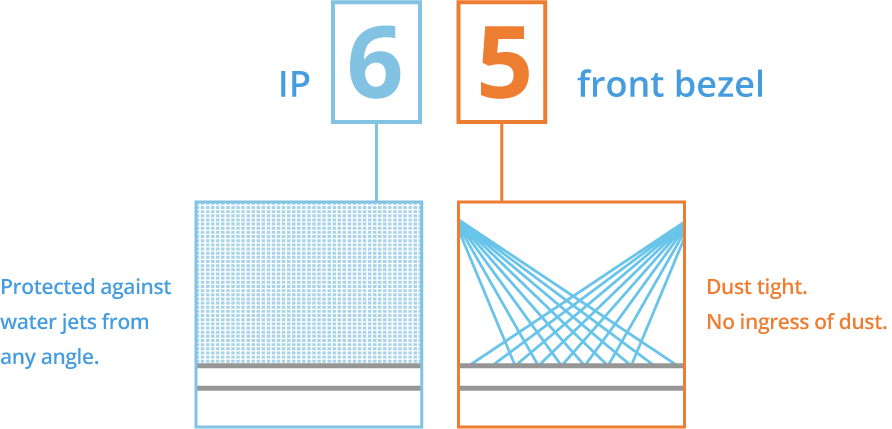 IP 6 5 front bezel
Protected against
water jets from
any angle.
Dust tight.
No ingress of dust.